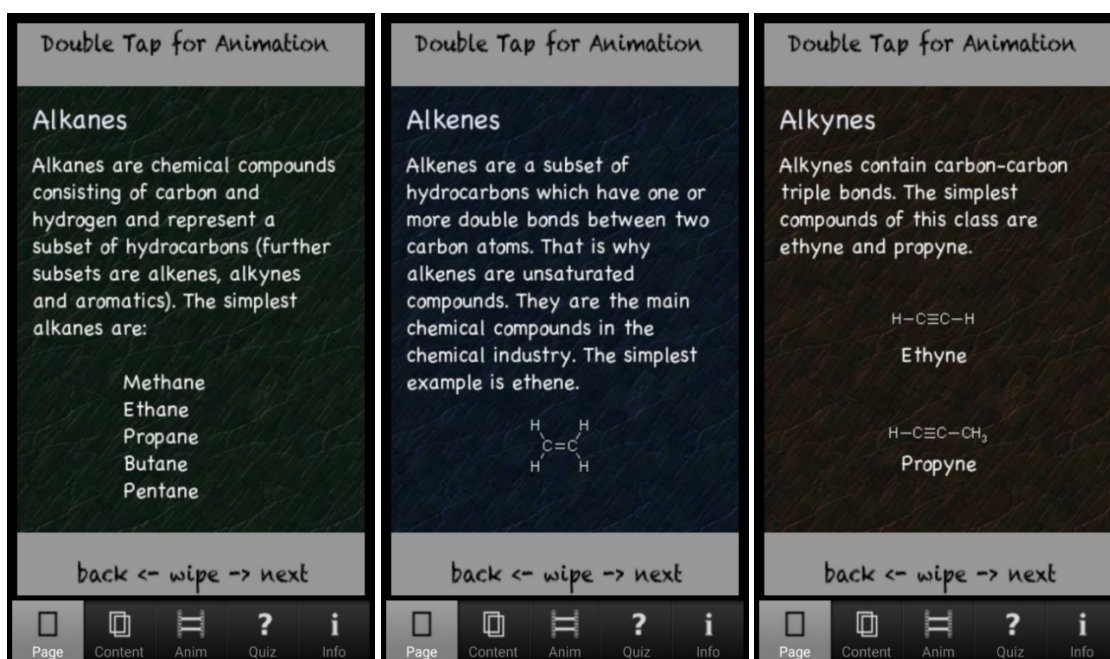 Double Tap for Animation
Alkanes
Alkanes are chemical compounds
consisting of carbon and
hydrogen and represent a
subset of hydrocarbons (further
subsets are alkenes, alkynes
and aromatics). The simplest
alkanes are:
Methane
Ethane
Propane
Butane
Pentane
back <- wipe -> next
Page Content Anim Quiz Info
Double Tap for Animation
Alkenes
Alkenes are a subset of
hydrocarbons which have one or
more double bonds between two
carbon atoms. That is why
alkenes are unsaturated
compounds. They are the main
chemical compounds in the
chemical industry. The simplest
example is ethene.
H H
C=C
H H
back <- wipe -> next
Page Content Anim Quiz Info
Double Tap for Animation
Alkynes
Alkynes contain carbon-carbon
triple bonds. The simplest
compounds of this class are
ethyne and propyne.
H-C≡C-H
Ethyne
H-C≡C-CH₃
Propyne
back <- wipe -> next
Page Content Anim Quiz Info